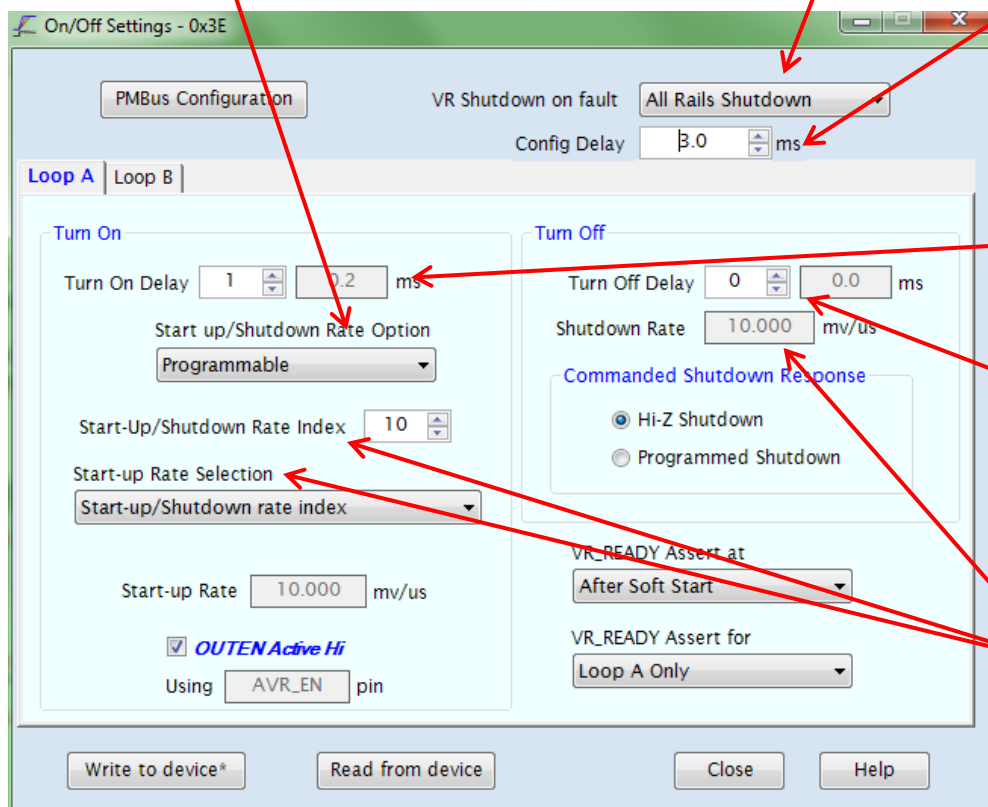 On/Off Settings - 0x3E
PMBus Configuration
VR Shutdown on fault All Rails Shutdown
Config Delay 3.0 ms
Loop A Loop B
Turn On
Turn On Delay 1 0.2 ms
Start up/Shutdown Rate Option
Programmable
Start-Up/Shutdown Rate Index 10
Start-up Rate Selection
Start-up/Shutdown rate index
Start-up Rate 10.000 mv/us
OUTEN Active Hi
Using AVR_EN pin
Turn Off
Turn Off Delay 0 0.0 ms
Shutdown Rate 10.000 mv/us
Commanded Shutdown Response
Hi-Z Shutdown
Programmed Shutdown
VR_READY Assert at
After Soft Start
VR_READY Assert for
Loop A Only
Write to device* Read from device Close Help